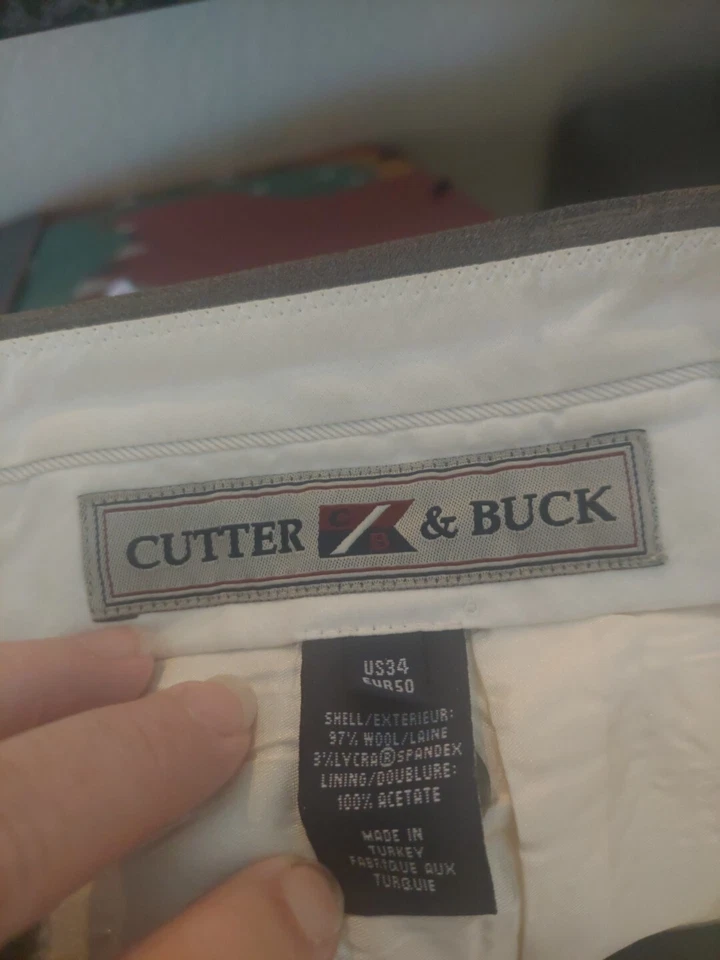 CUTTER C/B & BUCK
US34
EUR50
SHELL/EXTERIEUR:
97% WOOL/LAINE
3%LYCRA®SPANDEX
LINING/DOUBLURE:
100% ACETATE
MADE IN
TURKEY
FABRIQUE AUX
TURQUIE